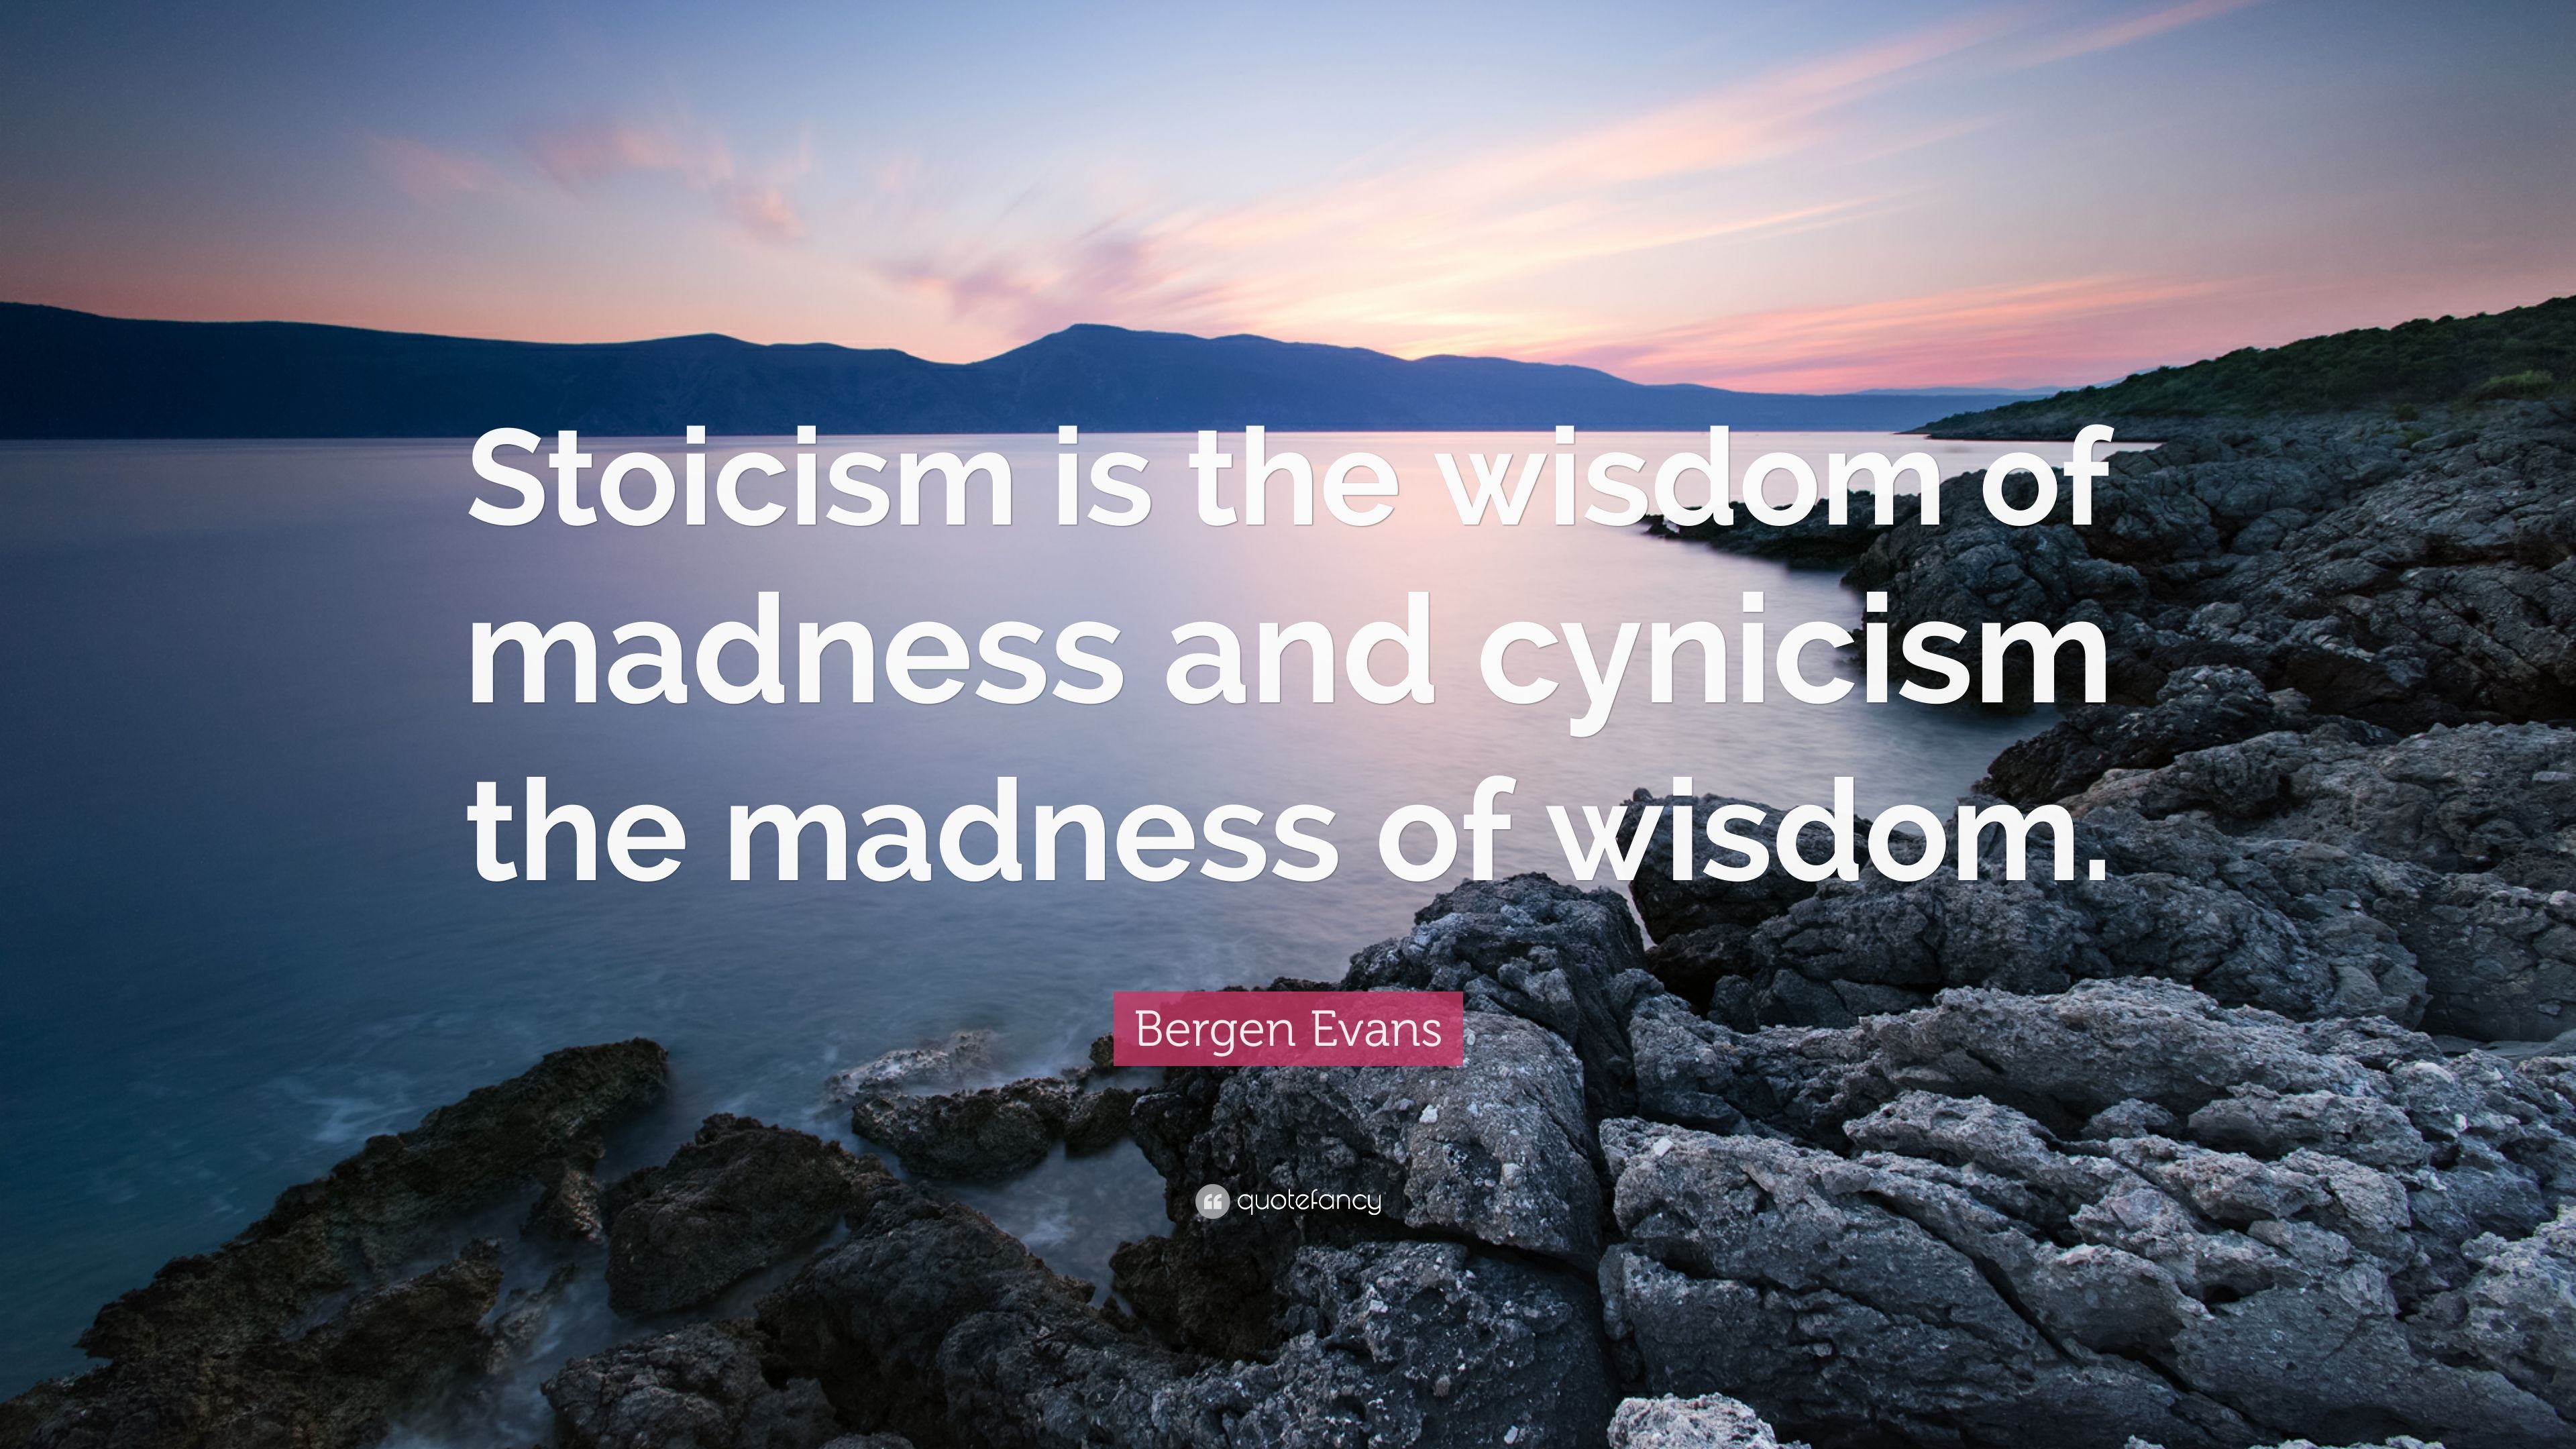 Stoicism is the wisdom of
madness and cynicism
the madness of wisdom.
Bergen Evans
quotefancy